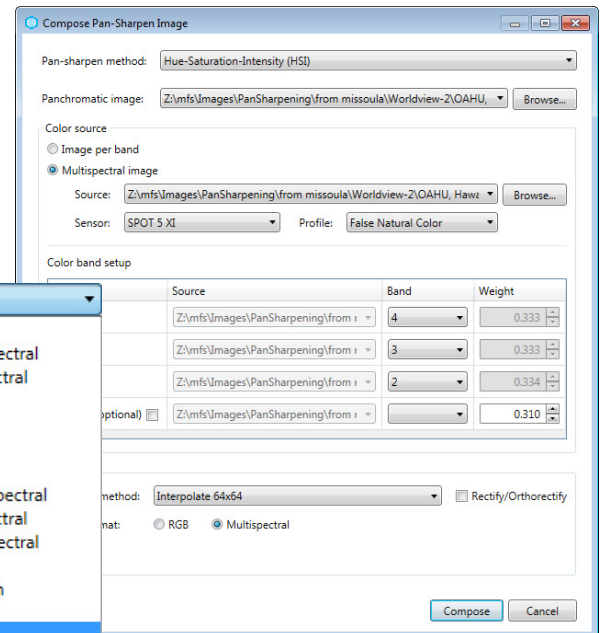 Compose Pan-Sharpen Image
Pan-sharpen method: Hue-Saturation-Intensity (HSI)
Panchromatic image: Z:\mfs\Images\PanSharpening\from missoula\Worldview-2\OAHU, Browse...
Color source
Image per band
Multispectral image
Source: Z:\mfs\Images\PanSharpening\from missoula\Worldview-2\OAHU, Hawa Browse...
Sensor: SPOT 5 XI Profile: False Natural Color
Color band setup
Source Band Weight
Z:\mfs\Images\PanSharpening\from 4 0.333
Z:\mfs\Images\PanSharpening\from 3 0.333
Z:\mfs\Images\PanSharpening\from 2 0.334
optional) Z:\mfs\Images\PanSharpening\from 0.310
method: Interpolate 64x64 Rectify/Orthorectify
RGB Multispectral
Compose Cancel